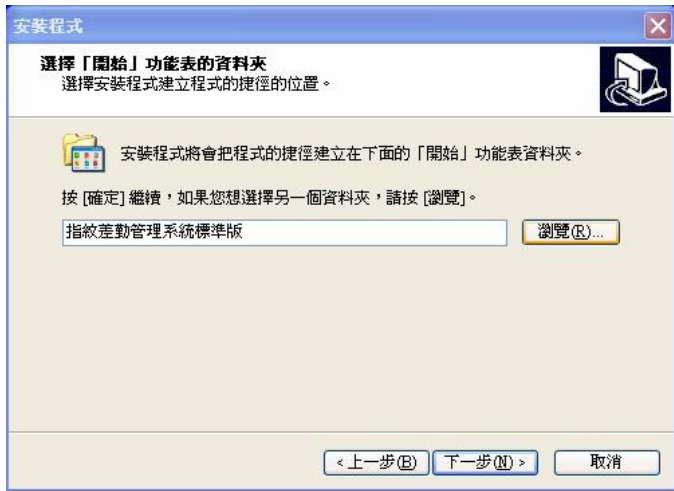 安裝程式
選擇「開始」功能表的資料夾
選擇安裝程式建立程式的捷徑的位置。
安裝程式將會把程式的捷徑建立在下面的「開始」功能表資料夾。
按 [確定] 繼續，如果您想選擇另一個資料夾，請按 [瀏覽]。
指紋差勤管理系統標準版
瀏覽(R)...
<上一步(B)
下一步(N)>
取消